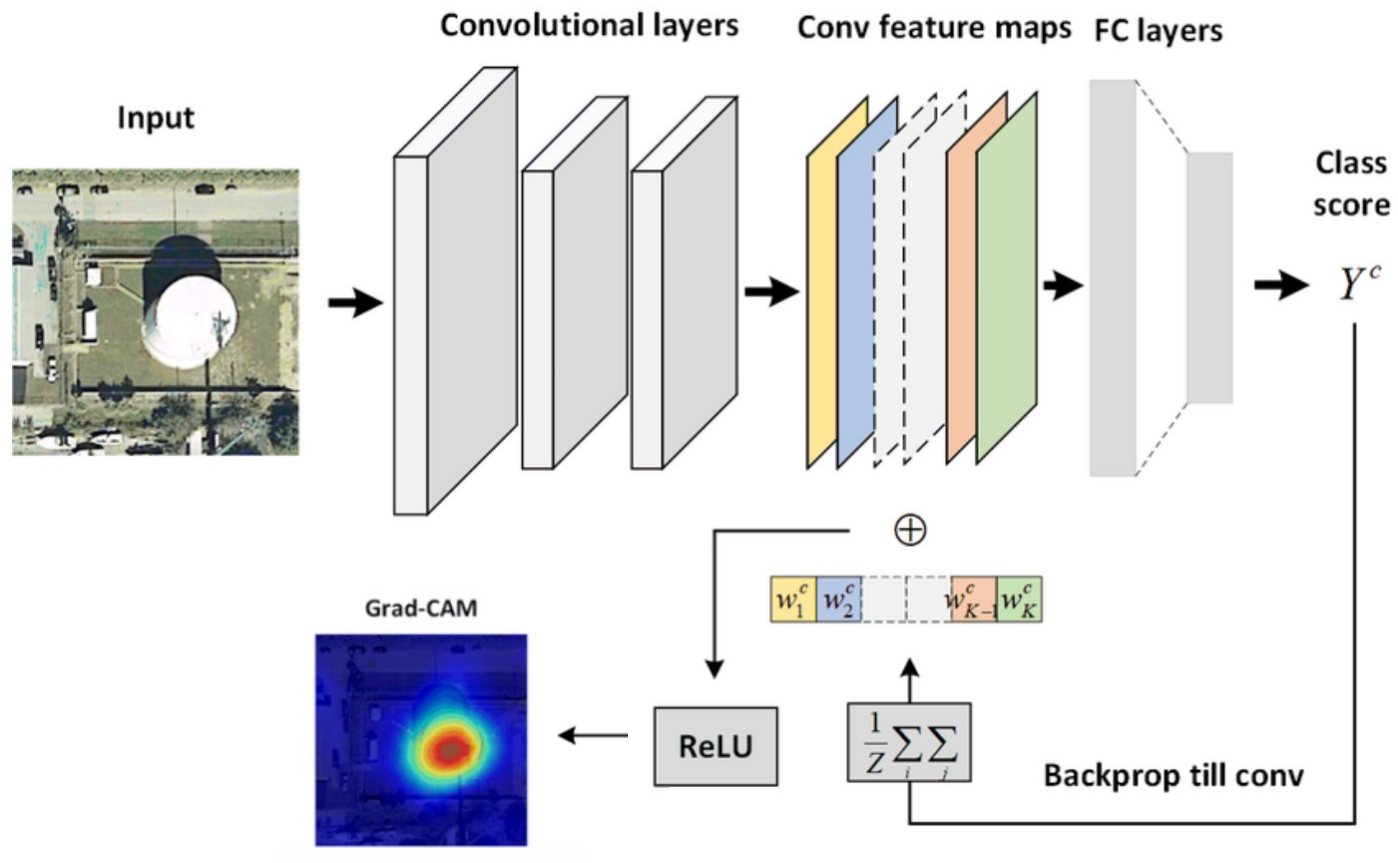 Convolutional layers
Conv feature maps
FC layers
Input
Class
score
Y^c
⊕
w_1^c w_2^c w_{K-1}^c w_K^c
Grad-CAM
ReLU
1/Z ∑_i ∑_j
Backprop till conv